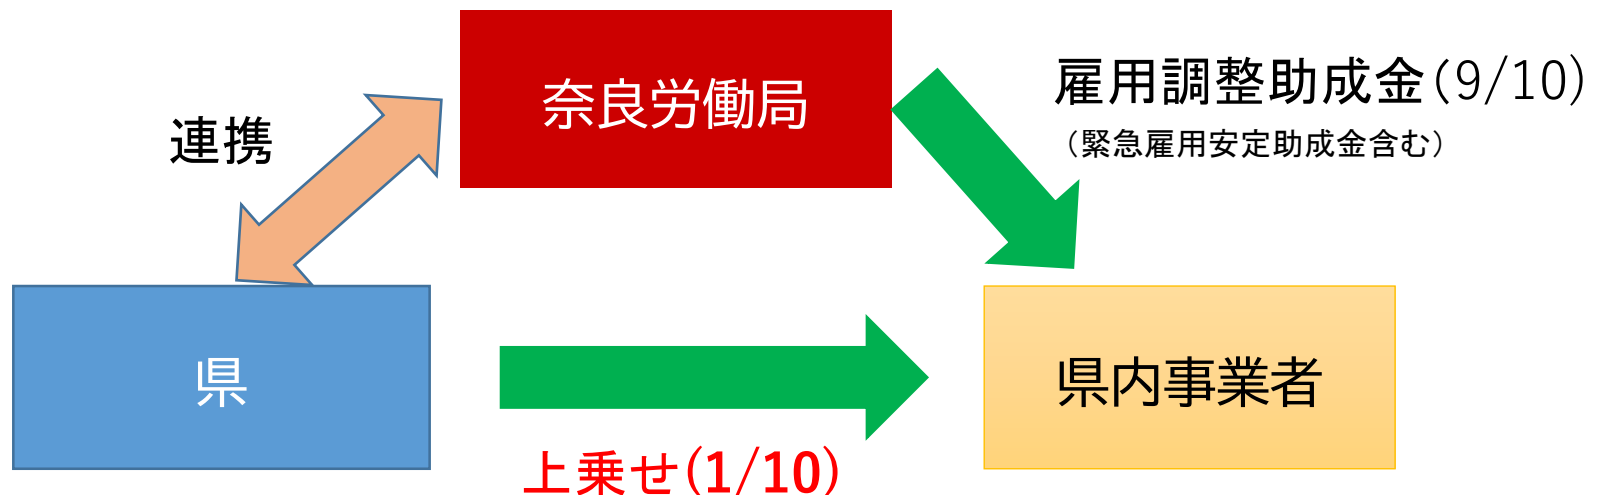 奈良労働局
雇用調整助成金(9/10)
(緊急雇用安定助成金含む)
連携
県
県内事業者
上乗せ(1/10)